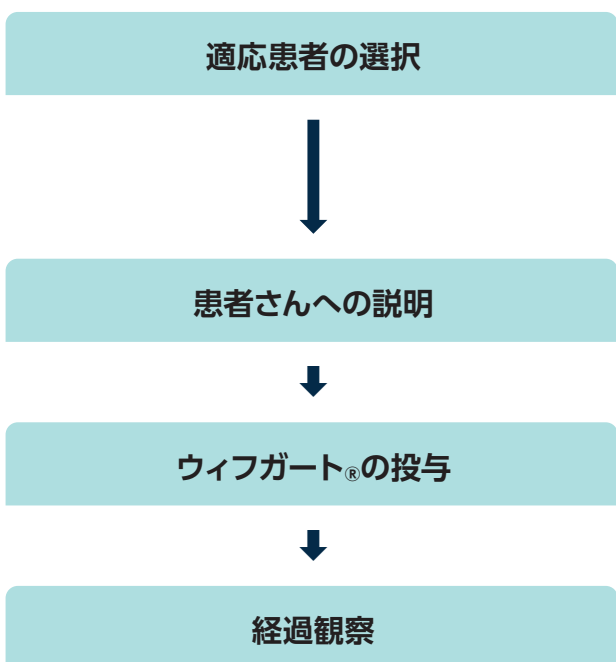 適応患者の選択
患者さんへの説明
ウィフガート®の投与
経過観察